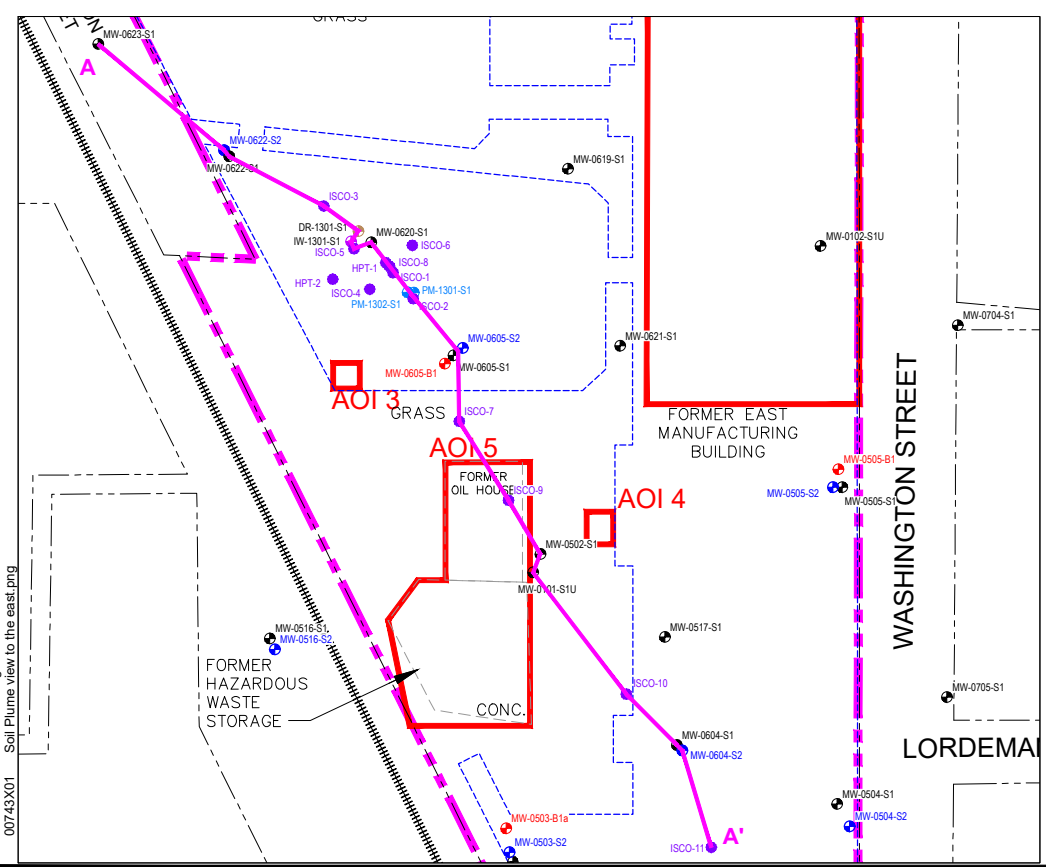 GRASS
ON
ET
MW-0623-S1
A
MW-0622-S2
MW-0622-S1
MW-0619-S1
ISCO-3
DR-1301-S1
MW-0620-S1
IW-1301-S1
ISCO-5
ISCO-6
MW-0102-S1U
HPT-1
ISCO-8
ISCO-1
HPT-2
ISCO-4
PM-1301-S1
PM-1302-S1
ISCO-2
MW-0704-S1
MW-0605-S2
MW-0621-S1
MW-0605-S1
MW-0605-B1
AOI 3
GRASS
ISCO-7
FORMER EAST
MANUFACTURING
BUILDING
WASHINGTON STREET
AOI 5
FORMER
OIL HOUSE
ISCO-9
AOI 4
MW-0505-B1
MW-0505-S2
MW-0505-S1
MW-0502-S1
MW-0101-S1U
MW-0516-S1
MW-0516-S2
MW-0517-S1
FORMER
HAZARDOUS
WASTE
STORAGE
CONC.
ISCO-10
MW-0705-S1
MW-0604-S1
MW-0604-S2
LORDEMA
MW-0504-S1
MW-0504-S2
MW-0503-B1a
MW-0503-S2
ISCO-11
A'
00743X01 Soil Plume view to the east.png